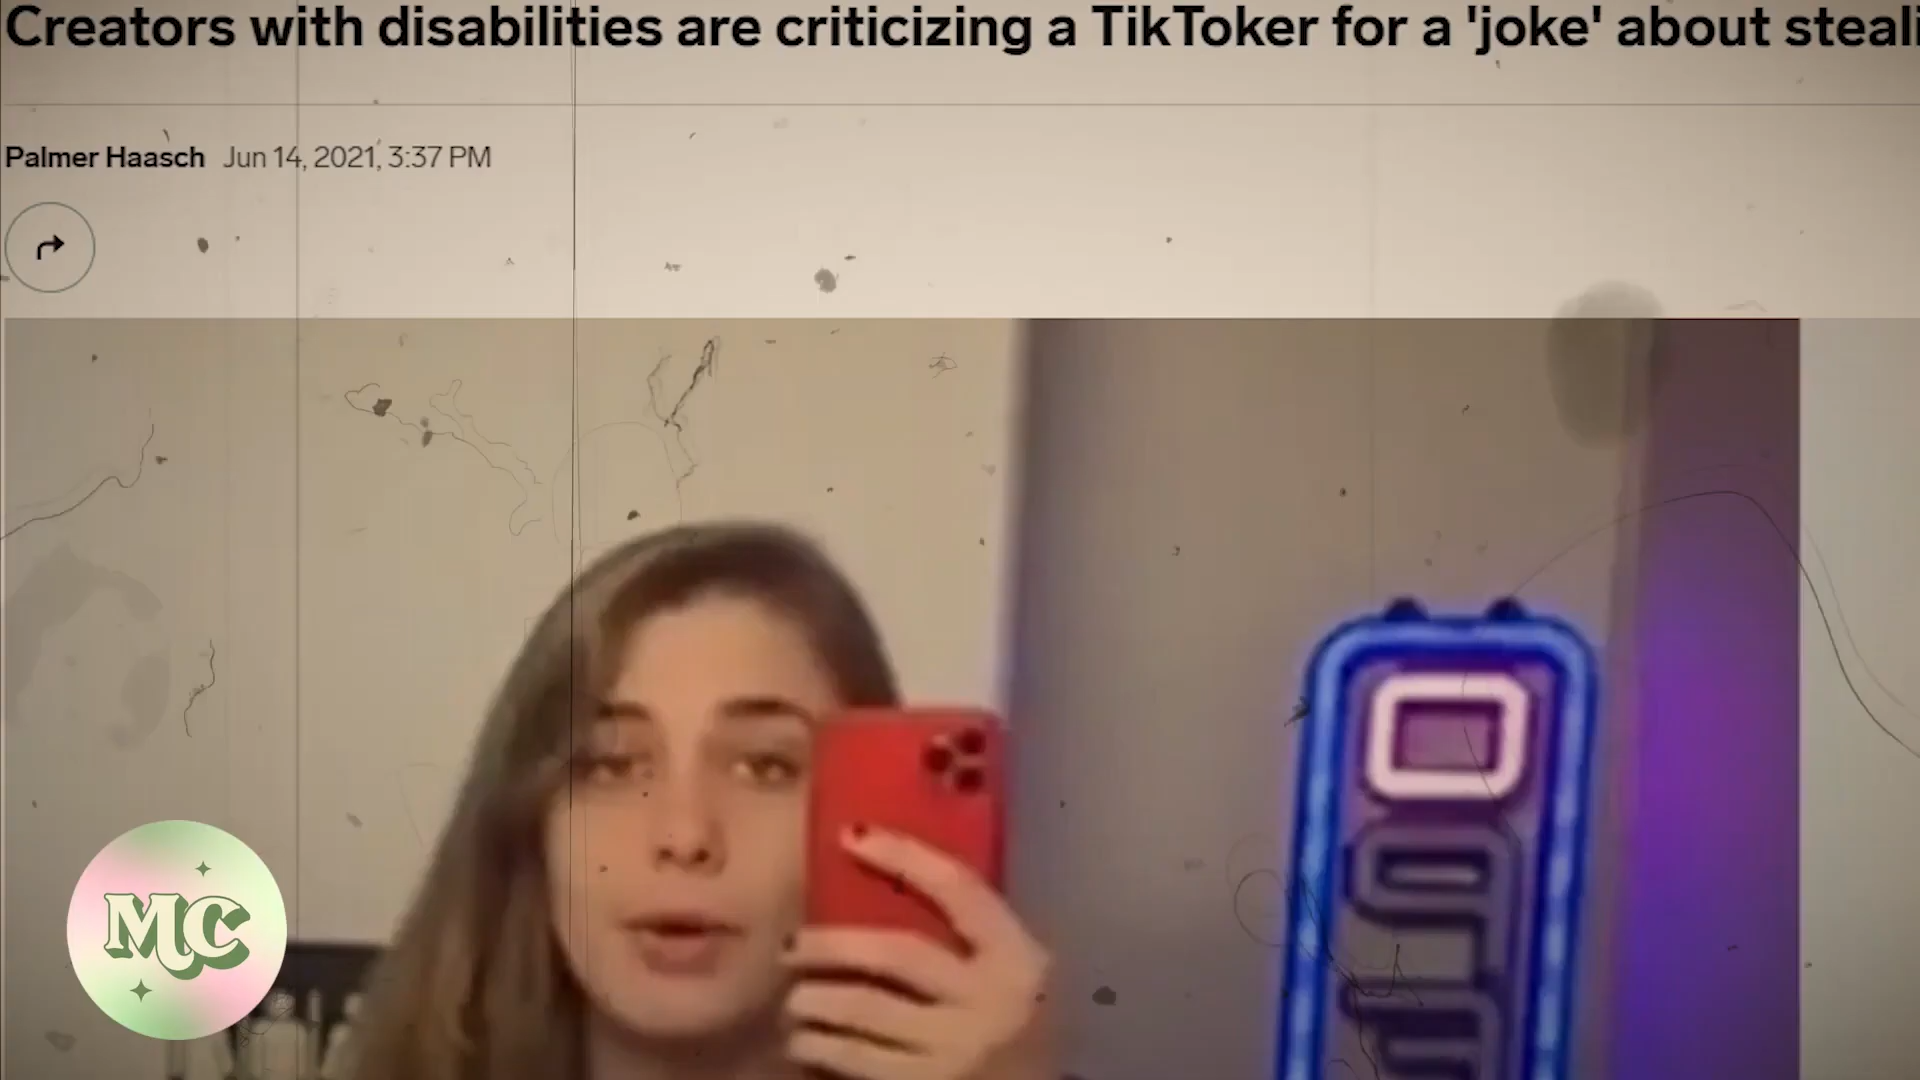 Creators with disabilities are criticizing a TikToker for a 'joke' about steali
Palmer Haasch Jun 14, 2021, 3:37 PM
MC